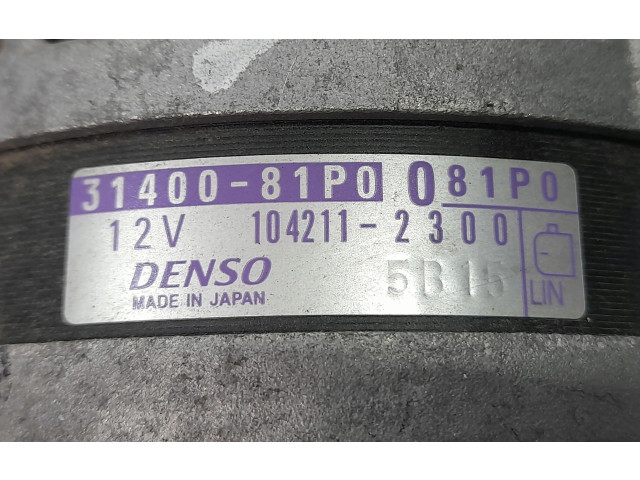 31400-81P0 081P0
12V 104211-2300
DENSO 5B15
MADE IN JAPAN LIN